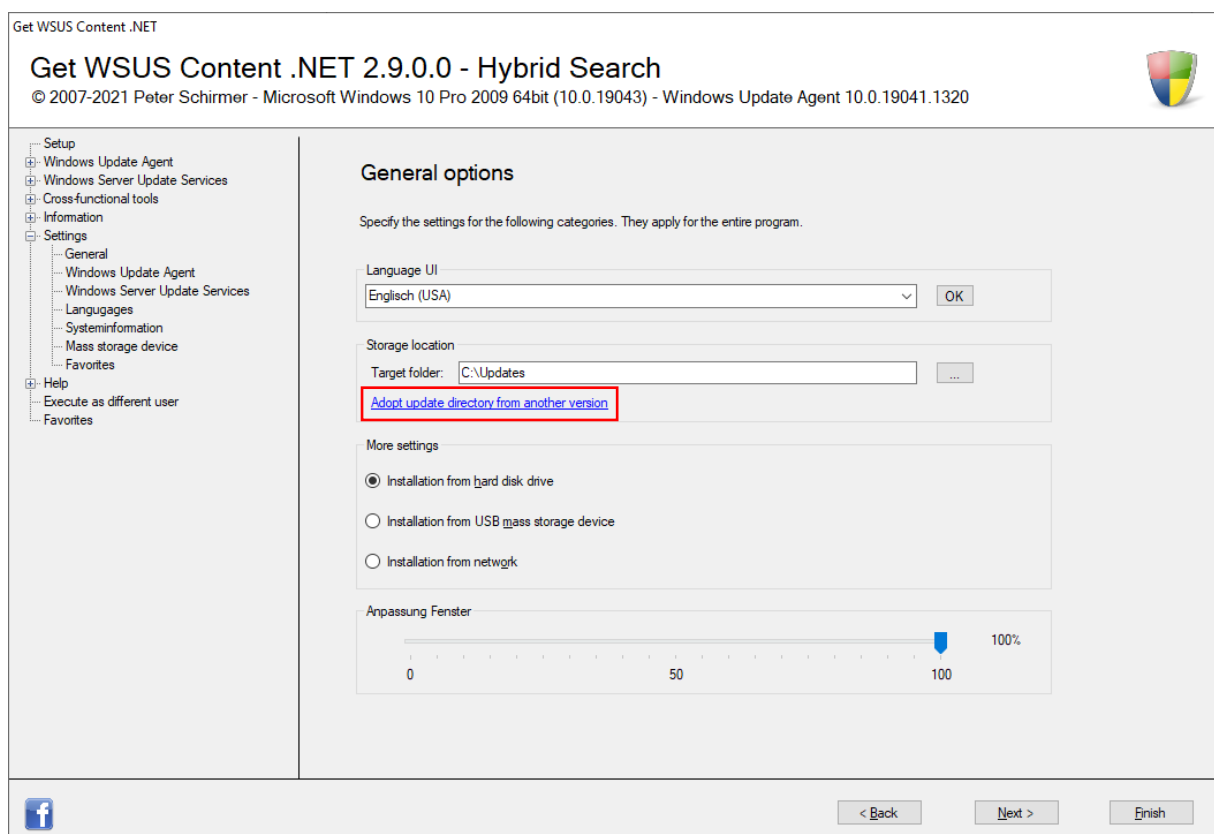 Get WSUS Content .NET
Get WSUS Content .NET 2.9.0.0 - Hybrid Search
© 2007-2021 Peter Schirmer - Microsoft Windows 10 Pro 2009 64bit (10.0.19043) - Windows Update Agent 10.0.19041.1320
Setup
Windows Update Agent
Windows Server Update Services
Cross-functional tools
Information
Settings
General
Windows Update Agent
Windows Server Update Services
Langugages
Systeminformation
Mass storage device
Favorites
Help
Execute as different user
Favorites
General options
Specify the settings for the following categories. They apply for the entire program.
Language UI
Englisch (USA)
OK
Storage location
Target folder: C:\Updates ...
Adopt update directory from another version
More settings
Installation from hard disk drive
Installation from USB mass storage device
Installation from network
Anpassung Fenster
100%
0 50 100
f
< Back Next > Finish